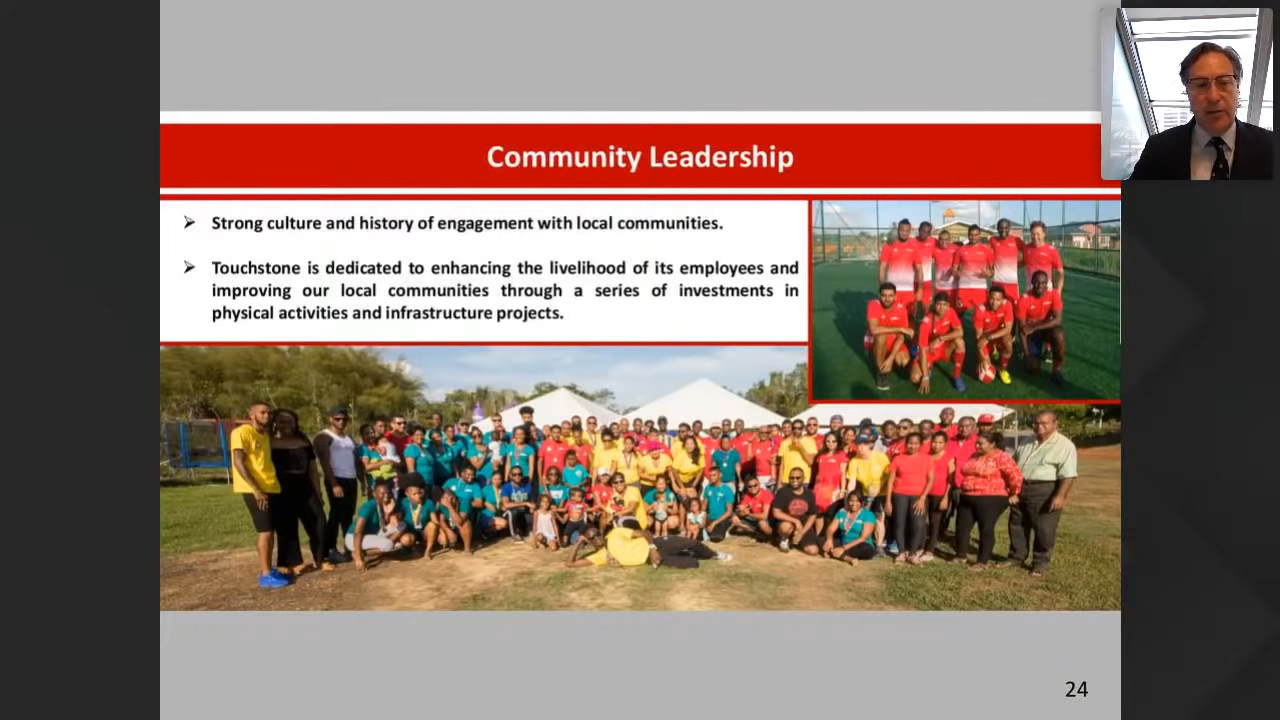 Community Leadership
➢ Strong culture and history of engagement with local communities.
➢ Touchstone is dedicated to enhancing the livelihood of its employees and
improving our local communities through a series of investments in
physical activities and infrastructure projects.
24